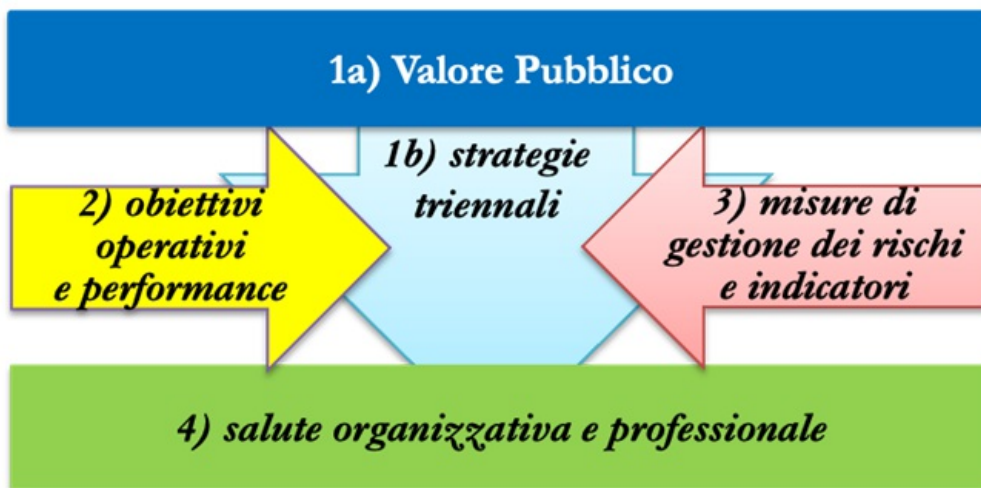 1a) Valore Pubblico
1b) strategie
triennali
2) obiettivi
operativi
e performance
3) misure di
gestione dei rischi
e indicatori
4) salute organizzativa e professionale